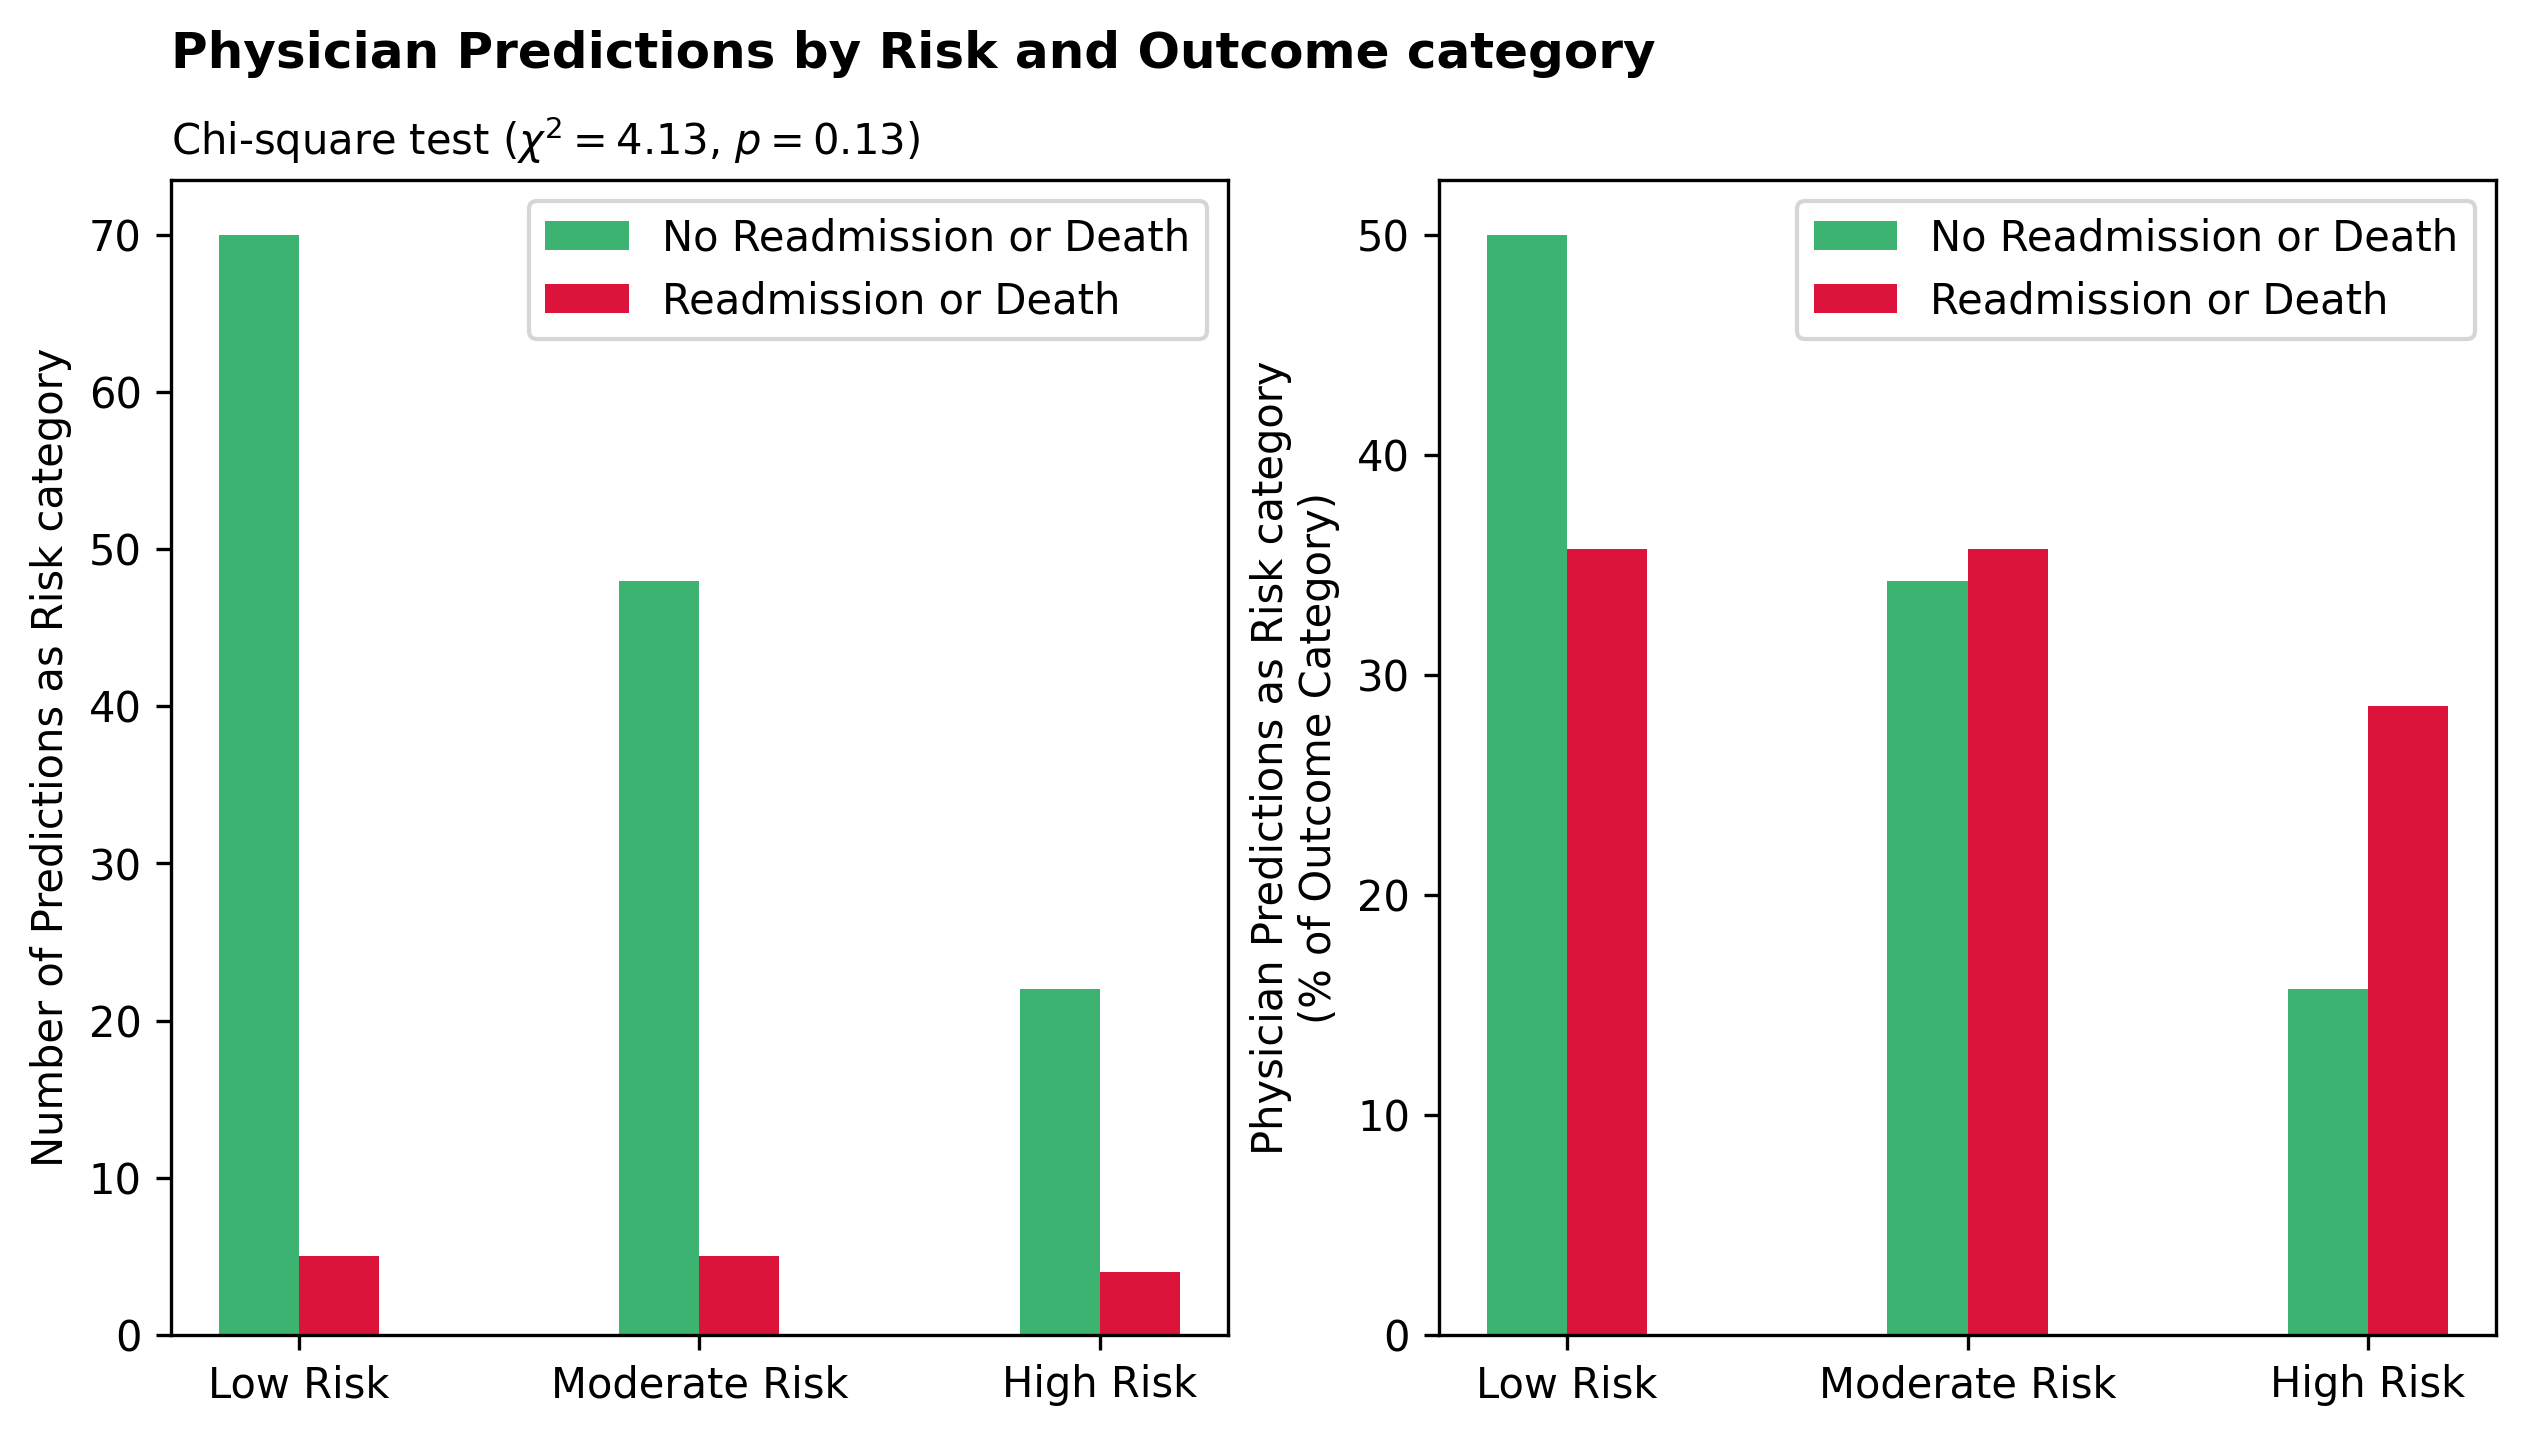 Physician Predictions by Risk and Outcome category
Chi-square test (χ² = 4.13, p = 0.13)
Number of Predictions as Risk category
70
60
50
40
30
20
10
0
No Readmission or Death
Readmission or Death
Low Risk
Moderate Risk
High Risk
Physician Predictions as Risk category
(% of Outcome Category)
50
40
30
20
10
0
No Readmission or Death
Readmission or Death
Low Risk
Moderate Risk
High Risk